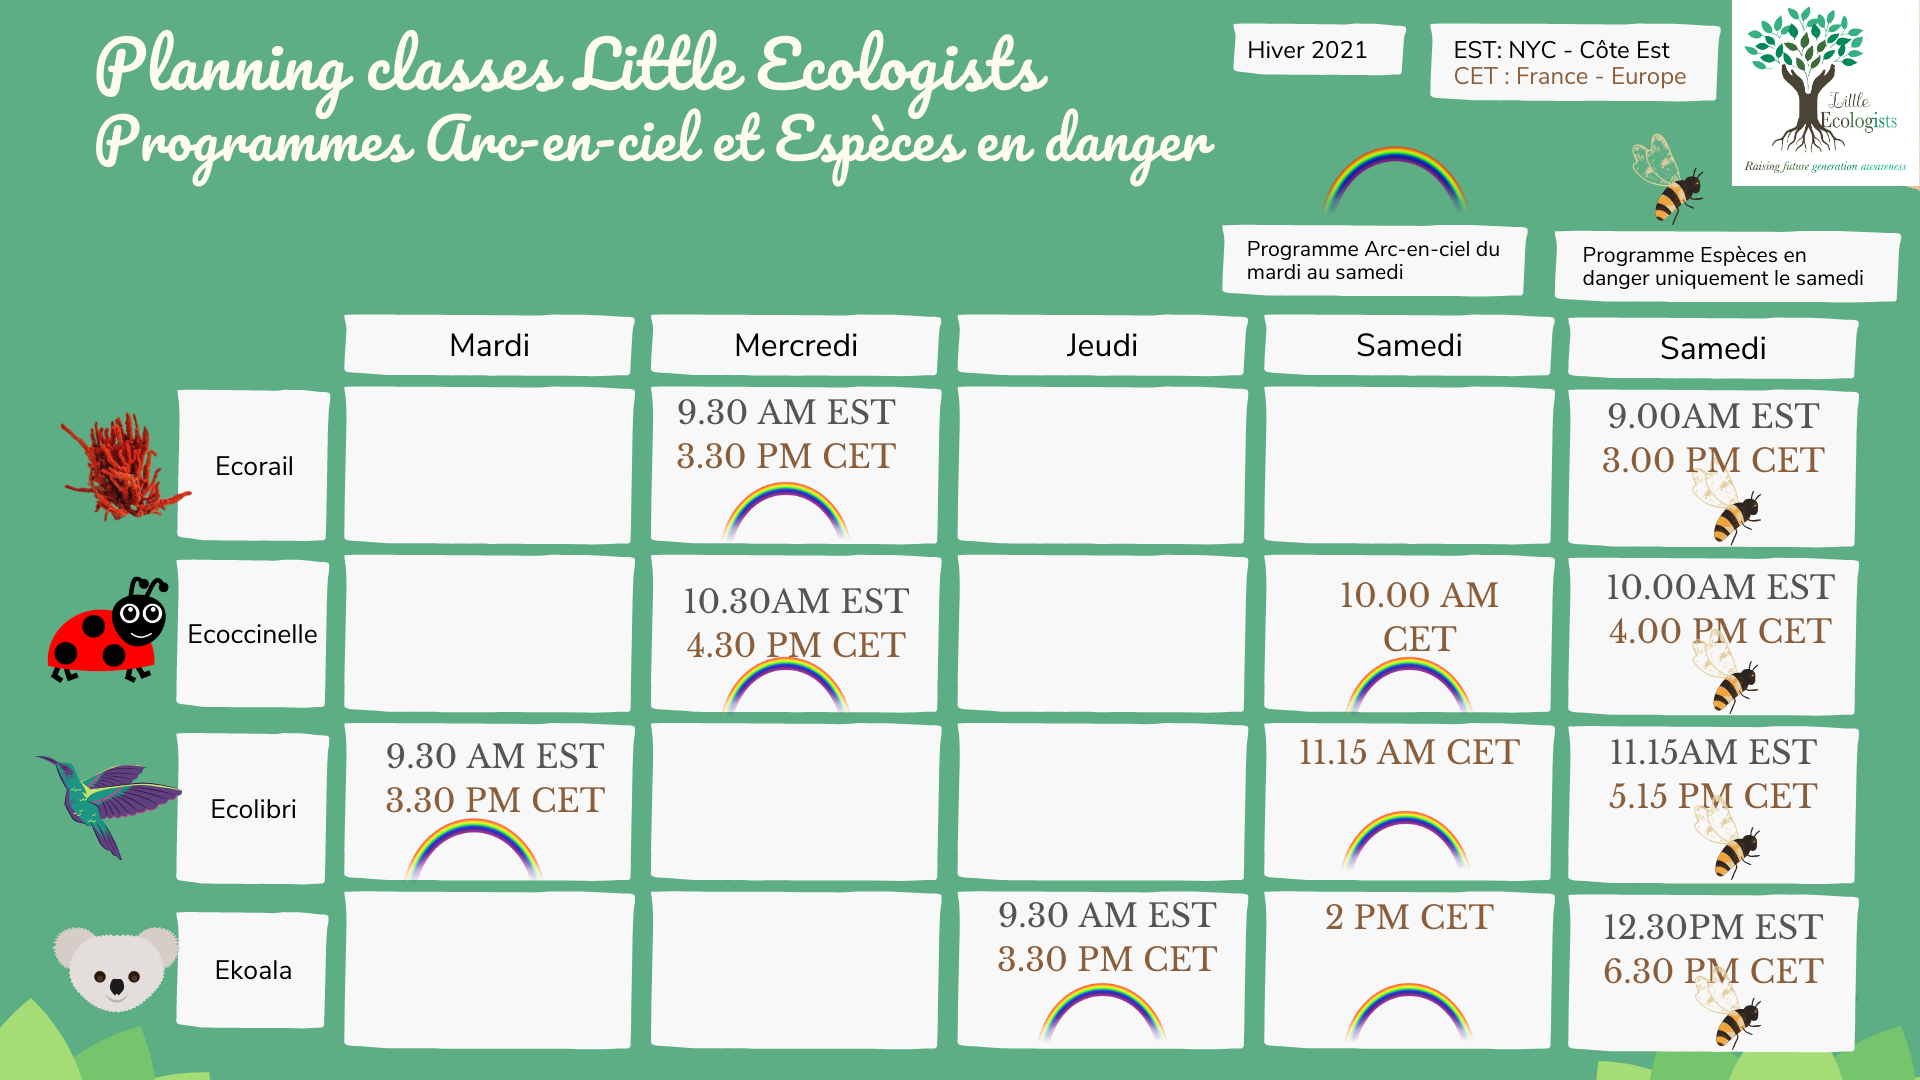 Planning classes Little Ecologists
Programmes Arc-en-ciel et Espèces en danger
Hiver 2021
EST: NYC - Côte Est
CET : France - Europe
Little
Ecologists
Raising future generation awareness
Programme Arc-en-ciel du
mardi au samedi
Programme Espèces en
danger uniquement le samedi
Mardi
Mercredi
Jeudi
Samedi
Samedi
Ecorail
9.30 AM EST
3.30 PM CET
9.00AM EST
3.00 PM CET
Ecoccinelle
10.30AM EST
4.30 PM CET
10.00 AM
CET
10.00AM EST
4.00 PM CET
Ecolibri
9.30 AM EST
3.30 PM CET
11.15 AM CET
11.15AM EST
5.15 PM CET
Ekoala
9.30 AM EST
3.30 PM CET
2 PM CET
12.30PM EST
6.30 PM CET